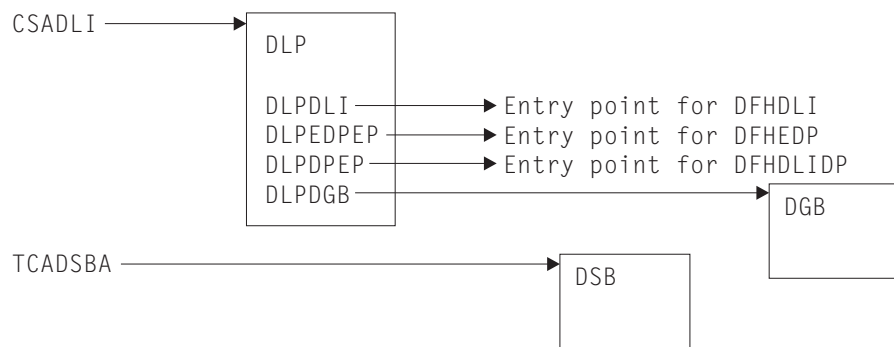 CSADLI
DLP
DLPDLI Entry point for DFHDLI
DLPEDPEP Entry point for DFHEDP
DLPDPEP Entry point for DFHDLIDP
DLPDGB
DGB
TCADSBA
DSB